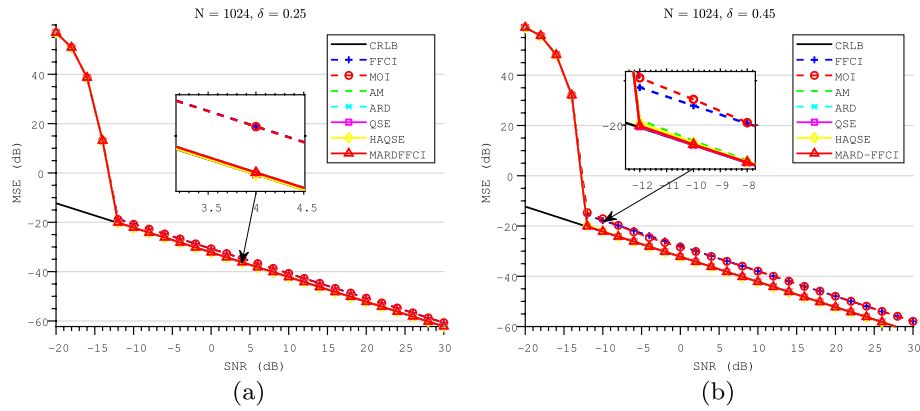 N = 1024, δ = 0.25
MSE (dB)
40
20
0
−20
−40
−60
−20
−15
−10
−5
0
5
10
15
20
25
30
SNR (dB)
CRLB
FFCI
MOI
AM
ARD
QSE
HAQSE
MARDFFCI
3.5
4
4.5
(a)
N = 1024, δ = 0.45
MSE (dB)
40
20
0
−20
−40
−60
−20
−15
−10
−5
0
5
10
15
20
25
30
SNR (dB)
CRLB
FFCI
MOI
AM
ARD
QSE
HAQSE
MARD−FFCI
−20
−12
−11
−10
−9
−8
(b)